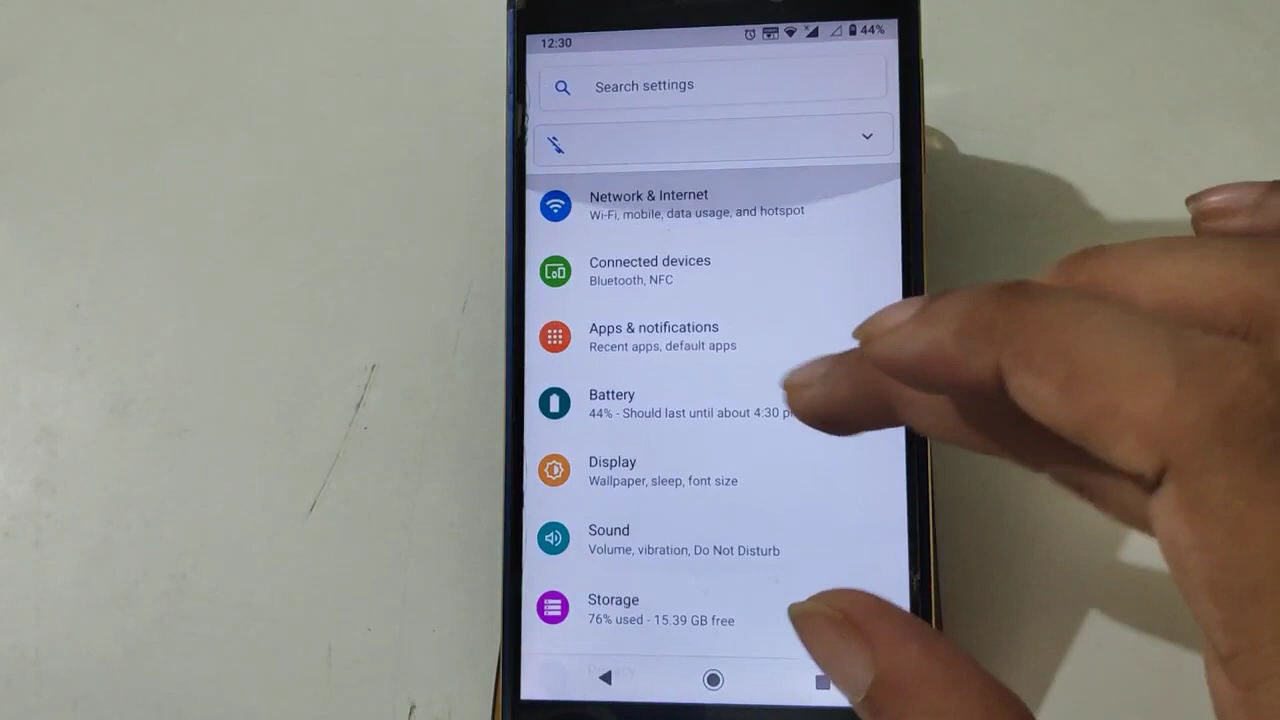 12:30
44%
Search settings
Network & Internet
Wi-Fi, mobile, data usage, and hotspot
Connected devices
Bluetooth, NFC
Apps & notifications
Recent apps, default apps
Battery
44% - Should last until about 4:30 p
Display
Wallpaper, sleep, font size
Sound
Volume, vibration, Do Not Disturb
Storage
76% used - 15.39 GB free
Privacy